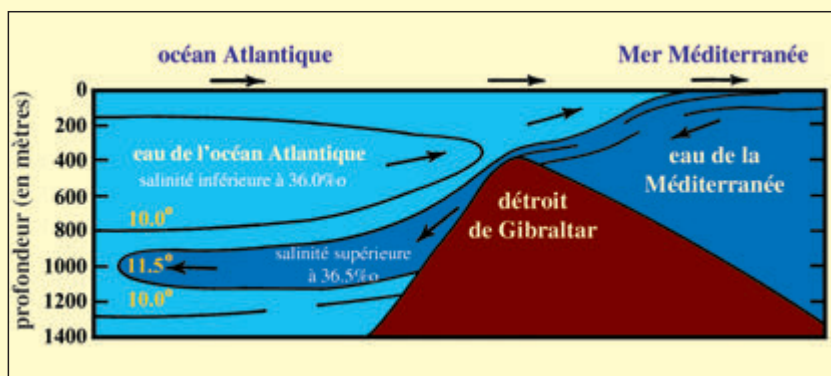 océan Atlantique
Mer Méditerranée
profondeur (en mètres)
0
200
400
600
800
1000
1200
1400
eau de l'océan Atlantique
salinité inférieure à 36.0%o
10.0°
11.5°
10.0°
salinité supérieure
à 36.5%o
détroit
de Gibraltar
eau de la
Méditerranée